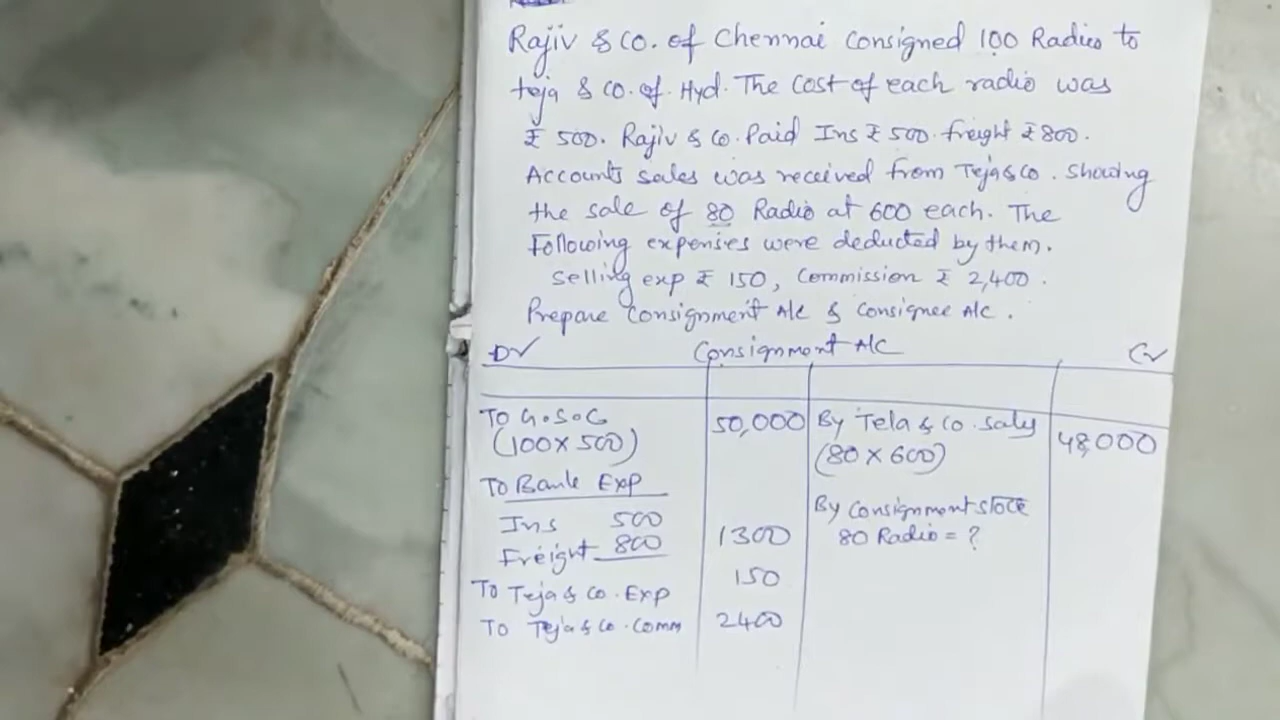 Rajiv & Co. of Chennai Consigned 100 Radios to
teja & co. of. Hyd. The Cost of each radio was
₹ 500. Rajiv & Co. Paid Ins ₹ 500. freight ₹ 800.
Accounts sales was received from Teja & co. showing
the sale of 80 Radio at 600 each. The
Following expenses were deducted by them.
Selling exp ₹ 150, Commission ₹ 2,400.
Prepare Consignment A/c & Consignee A/c.
Dr Consignment A/C Cr
To G.S.O.C 50,000 By Tela & Co. sales 48,000
(100 x 500) (80 x 600)
To Bank Exp
Ins 500 By Consignment stock
Freight 800 1300 80 Radio = ?
To Teja & Co. Exp 150
To Teja & Co. Comm 2400